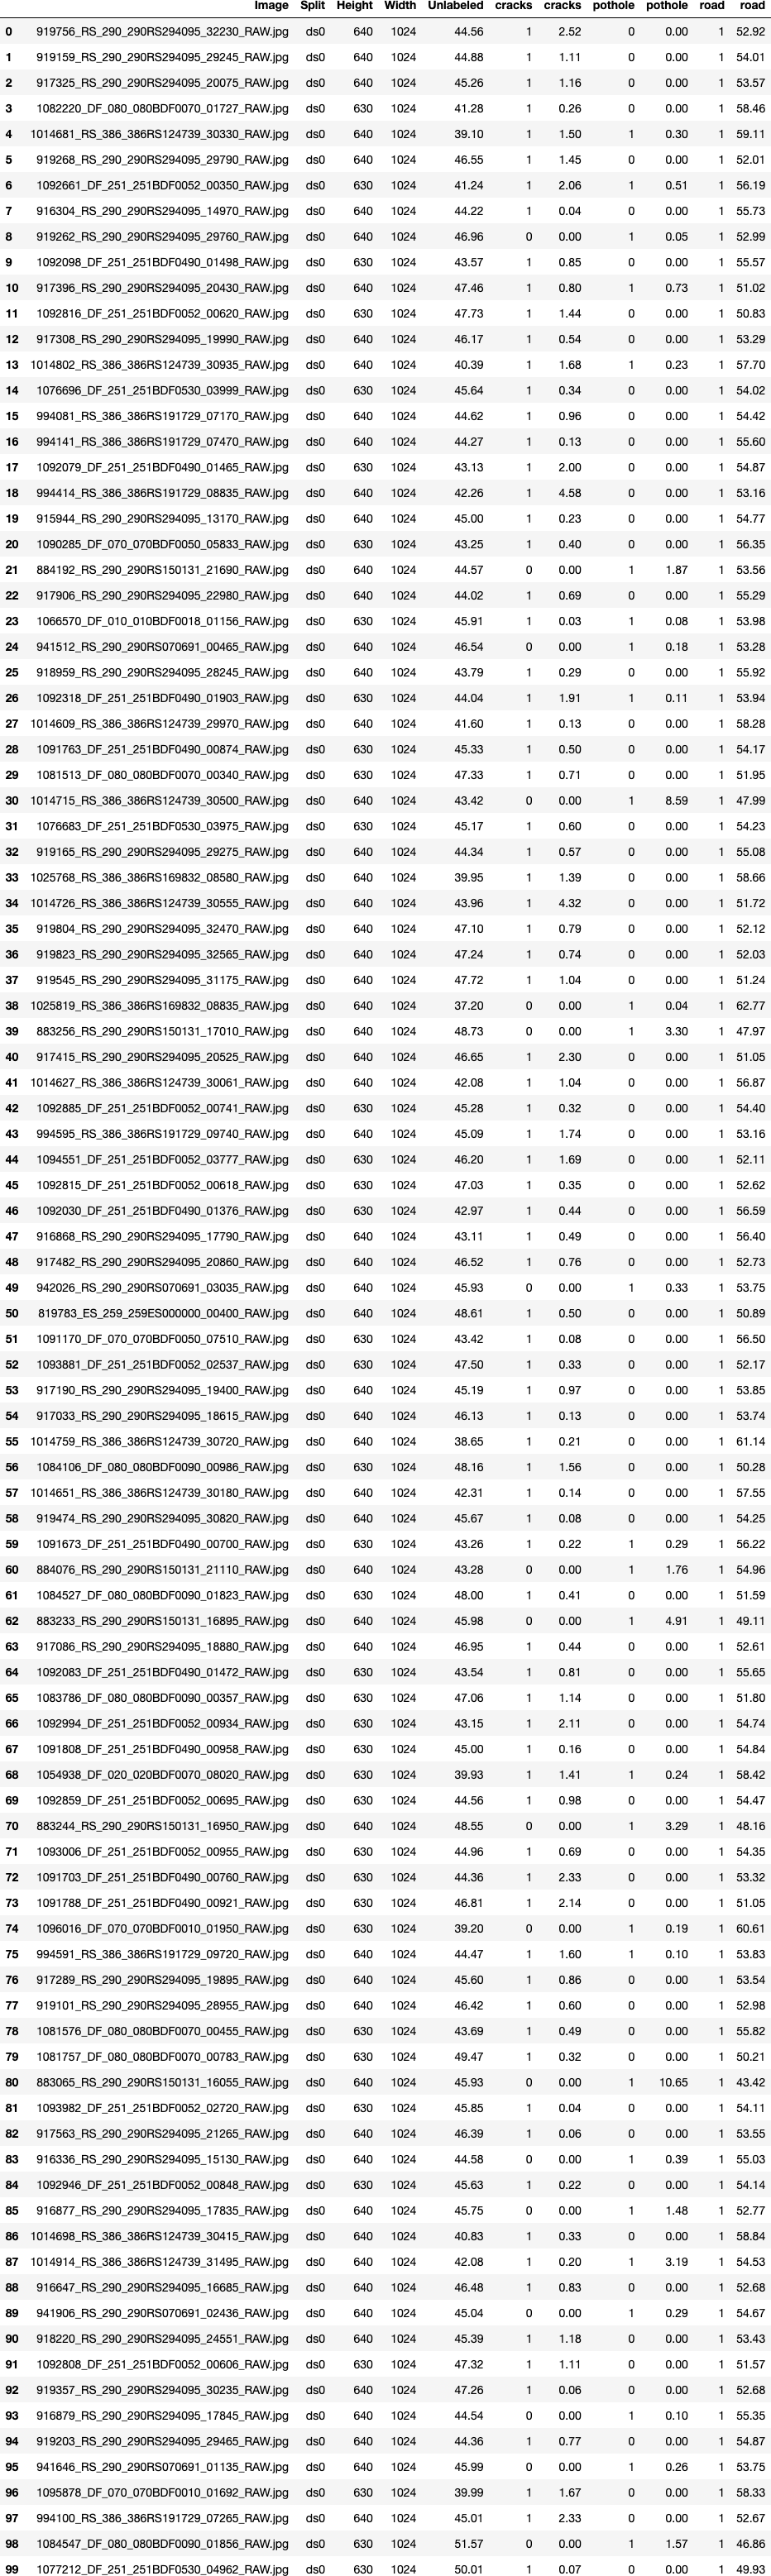 Image Split Height Width Unlabeled cracks cracks pothole pothole road road
0 919756_RS_290_290RS294095_32230_RAW.jpg ds0 640 1024 44.56 1 2.52 0 0.00 1 52.92
1 919159_RS_290_290RS294095_29245_RAW.jpg ds0 640 1024 44.88 1 1.11 0 0.00 1 54.01
2 917325_RS_290_290RS294095_20075_RAW.jpg ds0 640 1024 45.26 1 1.16 0 0.00 1 53.57
3 1082220_DF_080_080BDF0070_01727_RAW.jpg ds0 630 1024 41.28 1 0.26 0 0.00 1 58.46
4 1014681_RS_386_386RS124739_30330_RAW.jpg ds0 640 1024 39.10 1 1.50 1 0.30 1 59.11
5 919268_RS_290_290RS294095_29790_RAW.jpg ds0 640 1024 46.55 1 1.45 0 0.00 1 52.01
6 1092661_DF_251_251BDF0052_00350_RAW.jpg ds0 630 1024 41.24 1 2.06 1 0.51 1 56.19
7 916304_RS_290_290RS294095_14970_RAW.jpg ds0 640 1024 44.22 1 0.04 0 0.00 1 55.73
8 919262_RS_290_290RS294095_29760_RAW.jpg ds0 640 1024 46.96 0 0.00 1 0.05 1 52.99
9 1092098_DF_251_251BDF0490_01498_RAW.jpg ds0 630 1024 43.57 1 0.85 0 0.00 1 55.57
10 917396_RS_290_290RS294095_20430_RAW.jpg ds0 640 1024 47.46 1 0.80 1 0.73 1 51.02
11 1092816_DF_251_251BDF0052_00620_RAW.jpg ds0 630 1024 47.73 1 1.44 0 0.00 1 50.83
12 917308_RS_290_290RS294095_19990_RAW.jpg ds0 640 1024 46.17 1 0.54 0 0.00 1 53.29
13 1014802_RS_386_386RS124739_30935_RAW.jpg ds0 640 1024 40.39 1 1.68 1 0.23 1 57.70
14 1076696_DF_251_251BDF0530_03999_RAW.jpg ds0 630 1024 45.64 1 0.34 0 0.00 1 54.02
15 994081_RS_386_386RS191729_07170_RAW.jpg ds0 640 1024 44.62 1 0.96 0 0.00 1 54.42
16 994141_RS_386_386RS191729_07470_RAW.jpg ds0 640 1024 44.27 1 0.13 0 0.00 1 55.60
17 1092079_DF_251_251BDF0490_01465_RAW.jpg ds0 630 1024 43.13 1 2.00 0 0.00 1 54.87
18 994414_RS_386_386RS191729_08835_RAW.jpg ds0 640 1024 42.26 1 4.58 0 0.00 1 53.16
19 915944_RS_290_290RS294095_13170_RAW.jpg ds0 640 1024 45.00 1 0.23 0 0.00 1 54.77
20 1090285_DF_070_070BDF0050_05833_RAW.jpg ds0 630 1024 43.25 1 0.40 0 0.00 1 56.35
21 884192_RS_290_290RS150131_21690_RAW.jpg ds0 640 1024 44.57 0 0.00 1 1.87 1 53.56
22 917906_RS_290_290RS294095_22980_RAW.jpg ds0 640 1024 44.02 1 0.69 0 0.00 1 55.29
23 1066570_DF_010_010BDF0018_01156_RAW.jpg ds0 630 1024 45.91 1 0.03 1 0.08 1 53.98
24 941512_RS_290_290RS070691_00465_RAW.jpg ds0 640 1024 46.54 0 0.00 1 0.18 1 53.28
25 918959_RS_290_290RS294095_28245_RAW.jpg ds0 640 1024 43.79 1 0.29 0 0.00 1 55.92
26 1092318_DF_251_251BDF0490_01903_RAW.jpg ds0 630 1024 44.04 1 1.91 1 0.11 1 53.94
27 1014609_RS_386_386RS124739_29970_RAW.jpg ds0 640 1024 41.60 1 0.13 0 0.00 1 58.28
28 1091763_DF_251_251BDF0490_00874_RAW.jpg ds0 630 1024 45.33 1 0.50 0 0.00 1 54.17
29 1081513_DF_080_080BDF0070_00340_RAW.jpg ds0 630 1024 47.33 1 0.71 0 0.00 1 51.95
30 1014715_RS_386_386RS124739_30500_RAW.jpg ds0 640 1024 43.42 0 0.00 1 8.59 1 47.99
31 1076683_DF_251_251BDF0530_03975_RAW.jpg ds0 630 1024 45.17 1 0.60 0 0.00 1 54.23
32 919165_RS_290_290RS294095_29275_RAW.jpg ds0 640 1024 44.34 1 0.57 0 0.00 1 55.08
33 1025768_RS_386_386RS169832_08580_RAW.jpg ds0 640 1024 39.95 1 1.39 0 0.00 1 58.66
34 1014726_RS_386_386RS124739_30555_RAW.jpg ds0 640 1024 43.96 1 4.32 0 0.00 1 51.72
35 919804_RS_290_290RS294095_32470_RAW.jpg ds0 640 1024 47.10 1 0.79 0 0.00 1 52.12
36 919823_RS_290_290RS294095_32565_RAW.jpg ds0 640 1024 47.24 1 0.74 0 0.00 1 52.03
37 919545_RS_290_290RS294095_31175_RAW.jpg ds0 640 1024 47.72 1 1.04 0 0.00 1 51.24
38 1025819_RS_386_386RS169832_08835_RAW.jpg ds0 640 1024 37.20 0 0.00 1 0.04 1 62.77
39 883256_RS_290_290RS150131_17010_RAW.jpg ds0 640 1024 48.73 0 0.00 1 3.30 1 47.97
40 917415_RS_290_290RS294095_20525_RAW.jpg ds0 640 1024 46.65 1 2.30 0 0.00 1 51.05
41 1014627_RS_386_386RS124739_30061_RAW.jpg ds0 640 1024 42.08 1 1.04 0 0.00 1 56.87
42 1092885_DF_251_251BDF0052_00741_RAW.jpg ds0 630 1024 45.28 1 0.32 0 0.00 1 54.40
43 994595_RS_386_386RS191729_09740_RAW.jpg ds0 640 1024 45.09 1 1.74 0 0.00 1 53.16
44 1094551_DF_251_251BDF0052_03777_RAW.jpg ds0 630 1024 46.20 1 1.69 0 0.00 1 52.11
45 1092815_DF_251_251BDF0052_00618_RAW.jpg ds0 630 1024 47.03 1 0.35 0 0.00 1 52.62
46 1092030_DF_251_251BDF0490_01376_RAW.jpg ds0 630 1024 42.97 1 0.44 0 0.00 1 56.59
47 916868_RS_290_290RS294095_17790_RAW.jpg ds0 640 1024 43.11 1 0.49 0 0.00 1 56.40
48 917482_RS_290_290RS294095_20860_RAW.jpg ds0 640 1024 46.52 1 0.76 0 0.00 1 52.73
49 942026_RS_290_290RS070691_03035_RAW.jpg ds0 640 1024 45.93 0 0.00 1 0.33 1 53.75
50 819783_ES_259_259ES000000_00400_RAW.jpg ds0 640 1024 48.61 1 0.50 0 0.00 1 50.89
51 1091170_DF_070_070BDF0050_07510_RAW.jpg ds0 630 1024 43.42 1 0.08 0 0.00 1 56.50
52 1093881_DF_251_251BDF0052_02537_RAW.jpg ds0 630 1024 47.50 1 0.33 0 0.00 1 52.17
53 917190_RS_290_290RS294095_19400_RAW.jpg ds0 640 1024 45.19 1 0.97 0 0.00 1 53.85
54 917033_RS_290_290RS294095_18615_RAW.jpg ds0 640 1024 46.13 1 0.13 0 0.00 1 53.74
55 1014759_RS_386_386RS124739_30720_RAW.jpg ds0 640 1024 38.65 1 0.21 0 0.00 1 61.14
56 1084106_DF_080_080BDF0090_00986_RAW.jpg ds0 630 1024 48.16 1 1.56 0 0.00 1 50.28
57 1014651_RS_386_386RS124739_30180_RAW.jpg ds0 640 1024 42.31 1 0.14 0 0.00 1 57.55
58 919474_RS_290_290RS294095_30820_RAW.jpg ds0 640 1024 45.67 1 0.08 0 0.00 1 54.25
59 1091673_DF_251_251BDF0490_00700_RAW.jpg ds0 630 1024 43.26 1 0.22 1 0.29 1 56.22
60 884076_RS_290_290RS150131_21110_RAW.jpg ds0 640 1024 43.28 0 0.00 1 1.76 1 54.96
61 1084527_DF_080_080BDF0090_01823_RAW.jpg ds0 630 1024 48.00 1 0.41 0 0.00 1 51.59
62 883233_RS_290_290RS150131_16895_RAW.jpg ds0 640 1024 45.98 0 0.00 1 4.91 1 49.11
63 917086_RS_290_290RS294095_18880_RAW.jpg ds0 640 1024 46.95 1 0.44 0 0.00 1 52.61
64 1092083_DF_251_251BDF0490_01472_RAW.jpg ds0 630 1024 43.54 1 0.81 0 0.00 1 55.65
65 1083786_DF_080_080BDF0090_00357_RAW.jpg ds0 630 1024 47.06 1 1.14 0 0.00 1 51.80
66 1092994_DF_251_251BDF0052_00934_RAW.jpg ds0 630 1024 43.15 1 2.11 0 0.00 1 54.74
67 1091808_DF_251_251BDF0490_00958_RAW.jpg ds0 630 1024 45.00 1 0.16 0 0.00 1 54.84
68 1054938_DF_020_020BDF0070_08020_RAW.jpg ds0 630 1024 39.93 1 1.41 1 0.24 1 58.42
69 1092859_DF_251_251BDF0052_00695_RAW.jpg ds0 630 1024 44.56 1 0.98 0 0.00 1 54.47
70 883244_RS_290_290RS150131_16950_RAW.jpg ds0 640 1024 48.55 0 0.00 1 3.29 1 48.16
71 1093006_DF_251_251BDF0052_00955_RAW.jpg ds0 630 1024 44.96 1 0.69 0 0.00 1 54.35
72 1091703_DF_251_251BDF0490_00760_RAW.jpg ds0 630 1024 44.36 1 2.33 0 0.00 1 53.32
73 1091788_DF_251_251BDF0490_00921_RAW.jpg ds0 630 1024 46.81 1 2.14 0 0.00 1 51.05
74 1096016_DF_070_070BDF0010_01950_RAW.jpg ds0 630 1024 39.20 0 0.00 1 0.19 1 60.61
75 994591_RS_386_386RS191729_09720_RAW.jpg ds0 640 1024 44.47 1 1.60 1 0.10 1 53.83
76 917289_RS_290_290RS294095_19895_RAW.jpg ds0 640 1024 45.60 1 0.86 0 0.00 1 53.54
77 919101_RS_290_290RS294095_28955_RAW.jpg ds0 640 1024 46.42 1 0.60 0 0.00 1 52.98
78 1081576_DF_080_080BDF0070_00455_RAW.jpg ds0 630 1024 43.69 1 0.49 0 0.00 1 55.82
79 1081757_DF_080_080BDF0070_00783_RAW.jpg ds0 630 1024 49.47 1 0.32 0 0.00 1 50.21
80 883065_RS_290_290RS150131_16055_RAW.jpg ds0 640 1024 45.93 0 0.00 1 10.65 1 43.42
81 1093982_DF_251_251BDF0052_02720_RAW.jpg ds0 630 1024 45.85 1 0.04 0 0.00 1 54.11
82 917563_RS_290_290RS294095_21265_RAW.jpg ds0 640 1024 46.39 1 0.06 0 0.00 1 53.55
83 916336_RS_290_290RS294095_15130_RAW.jpg ds0 640 1024 44.58 0 0.00 1 0.39 1 55.03
84 1092946_DF_251_251BDF0052_00848_RAW.jpg ds0 630 1024 45.63 1 0.22 0 0.00 1 54.14
85 916877_RS_290_290RS294095_17835_RAW.jpg ds0 640 1024 45.75 0 0.00 1 1.48 1 52.77
86 1014698_RS_386_386RS124739_30415_RAW.jpg ds0 640 1024 40.83 1 0.33 0 0.00 1 58.84
87 1014914_RS_386_386RS124739_31495_RAW.jpg ds0 640 1024 42.08 1 0.20 1 3.19 1 54.53
88 916647_RS_290_290RS294095_16685_RAW.jpg ds0 640 1024 46.48 1 0.83 0 0.00 1 52.68
89 941906_RS_290_290RS070691_02436_RAW.jpg ds0 640 1024 45.04 0 0.00 1 0.29 1 54.67
90 918220_RS_290_290RS294095_24551_RAW.jpg ds0 640 1024 45.39 1 1.18 0 0.00 1 53.43
91 1092808_DF_251_251BDF0052_00606_RAW.jpg ds0 630 1024 47.32 1 1.11 0 0.00 1 51.57
92 919357_RS_290_290RS294095_30235_RAW.jpg ds0 640 1024 47.26 1 0.06 0 0.00 1 52.68
93 916879_RS_290_290RS294095_17845_RAW.jpg ds0 640 1024 44.54 0 0.00 1 0.10 1 55.35
94 919203_RS_290_290RS294095_29465_RAW.jpg ds0 640 1024 44.36 1 0.77 0 0.00 1 54.87
95 941646_RS_290_290RS070691_01135_RAW.jpg ds0 640 1024 45.99 0 0.00 1 0.26 1 53.75
96 1095878_DF_070_070BDF0010_01692_RAW.jpg ds0 630 1024 39.99 1 1.67 0 0.00 1 58.33
97 994100_RS_386_386RS191729_07265_RAW.jpg ds0 640 1024 45.01 1 2.33 0 0.00 1 52.67
98 1084547_DF_080_080BDF0090_01856_RAW.jpg ds0 630 1024 51.57 0 0.00 1 1.57 1 46.86
99 1077212_DF_251_251BDF0530_04962_RAW.jpg ds0 630 1024 50.01 1 0.07 0 0.00 1 49.93